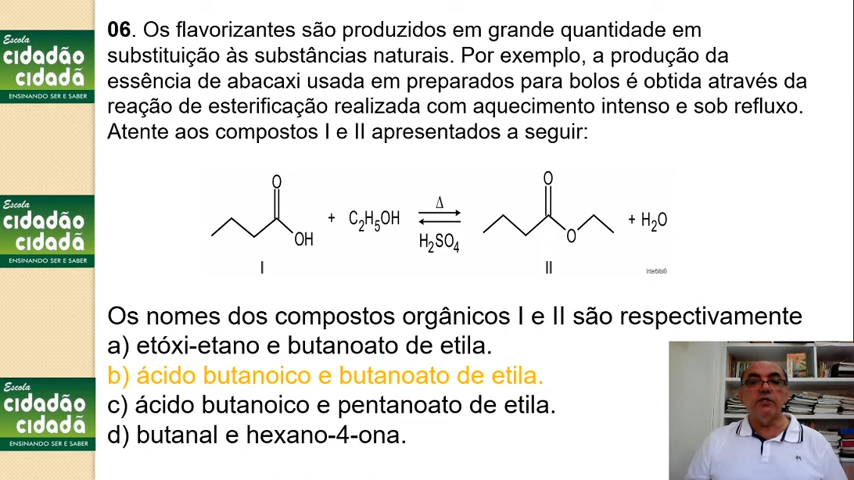 06. Os flavorizantes são produzidos em grande quantidade em
substituição às substâncias naturais. Por exemplo, a produção da
essência de abacaxi usada em preparados para bolos é obtida através da
reação de esterificação realizada com aquecimento intenso e sob refluxo.
Atente aos compostos I e II apresentados a seguir:
O
OH
+ C2H5OH
Δ
H2SO4
O
O
+ H2O
I
II
Os nomes dos compostos orgânicos I e II são respectivamente
a) etóxi-etano e butanoato de etila.
b) ácido butanoico e butanoato de etila.
c) ácido butanoico e pentanoato de etila.
d) butanal e hexano-4-ona.
Escola
cidadão
cidadã
ENSINANDO SER E SABER
Escola
cidadão
cidadã
ENSINANDO SER E SABER
Escola
cidadão
cidadã
ENSINANDO SER E SABER